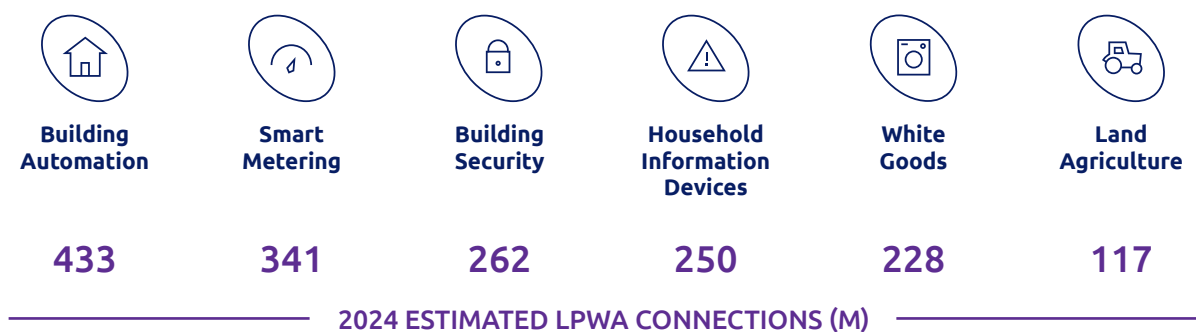 Building
Automation
Smart
Metering
Building
Security
Household
Information
Devices
White
Goods
Land
Agriculture
433
341
262
250
228
117
2024 ESTIMATED LPWA CONNECTIONS (M)